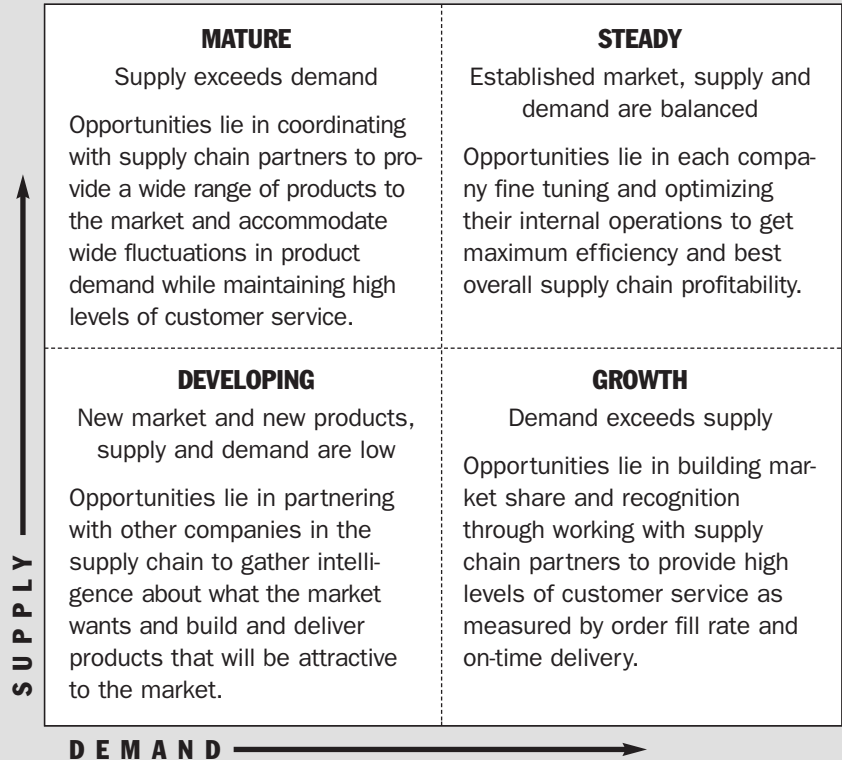 MATURE
Supply exceeds demand
Opportunities lie in coordinating
with supply chain partners to pro-
vide a wide range of products to
the market and accommodate
wide fluctuations in product
demand while maintaining high
levels of customer service.
STEADY
Established market, supply and
demand are balanced
Opportunities lie in each compa-
ny fine tuning and optimizing
their internal operations to get
maximum efficiency and best
overall supply chain profitability.
DEVELOPING
New market and new products,
supply and demand are low
Opportunities lie in partnering
with other companies in the
supply chain to gather intelli-
gence about what the market
wants and build and deliver
products that will be attractive
to the market.
GROWTH
Demand exceeds supply
Opportunities lie in building mar-
ket share and recognition
through working with supply
chain partners to provide high
levels of customer service as
measured by order fill rate and
on-time delivery.
SUPPLY
DEMAND